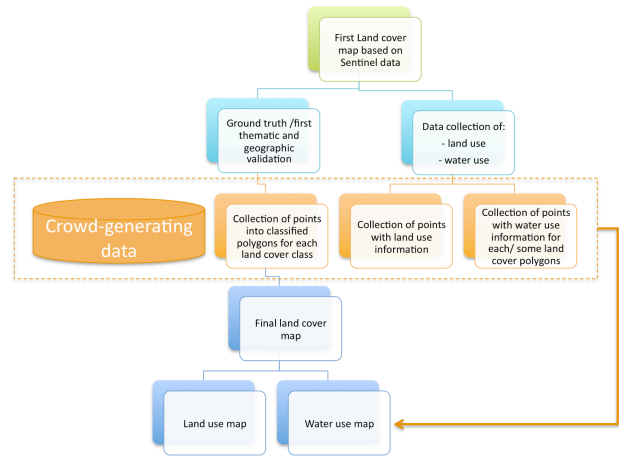 First Land cover
map based on
Sentinel data
Ground truth /first
thematic and
geographic
validation
Data collection of:
- land use
- water use
Crowd-generating
data
Collection of points
into classified
polygons for each
land cover class
Collection of points
with land use
information
Collection of points
with water use
information for
each/ some land
cover polygons
Final land cover
map
Land use map
Water use map